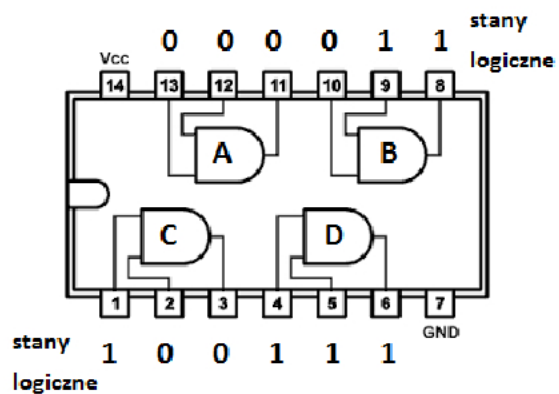 0 0 0 0 1 1 stany
logiczne
Vcc
14 13 12 11 10 9 8
A B
C D
1 2 3 4 5 6 7
GND
stany
logiczne
1 0 0 1 1 1